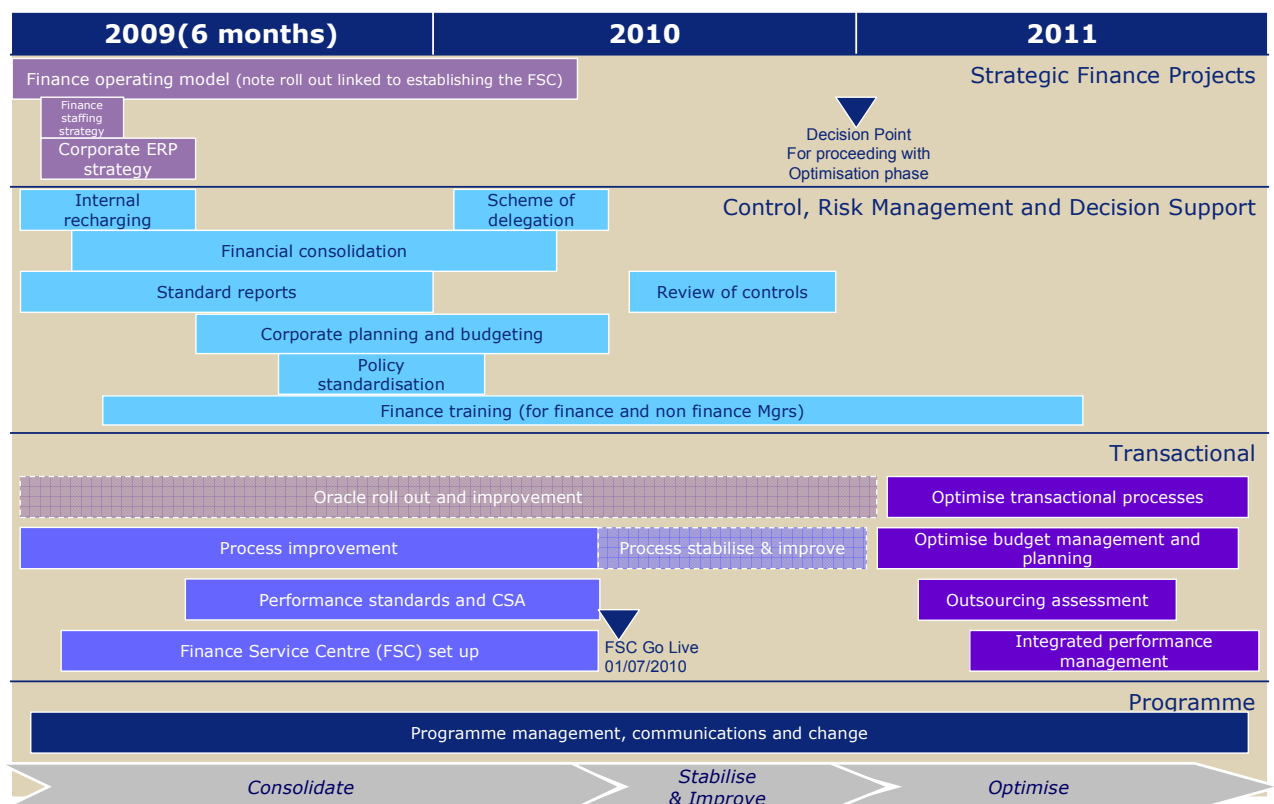 2009(6 months)
2010
2011
Finance operating model (note roll out linked to establishing the FSC)
Strategic Finance Projects
Finance
staffing
strategy
Corporate ERP
strategy
Decision Point
For proceeding with
Optimisation phase
Internal
recharging
Scheme of
delegation
Control, Risk Management and Decision Support
Financial consolidation
Standard reports
Review of controls
Corporate planning and budgeting
Policy
standardisation
Finance training (for finance and non finance Mgrs)
Transactional
Oracle roll out and improvement
Optimise transactional processes
Process improvement
Process stabilise & improve
Optimise budget management and
planning
Performance standards and CSA
Outsourcing assessment
Finance Service Centre (FSC) set up
FSC Go Live
01/07/2010
Integrated performance
management
Programme
Programme management, communications and change
Consolidate
Stabilise
& Improve
Optimise